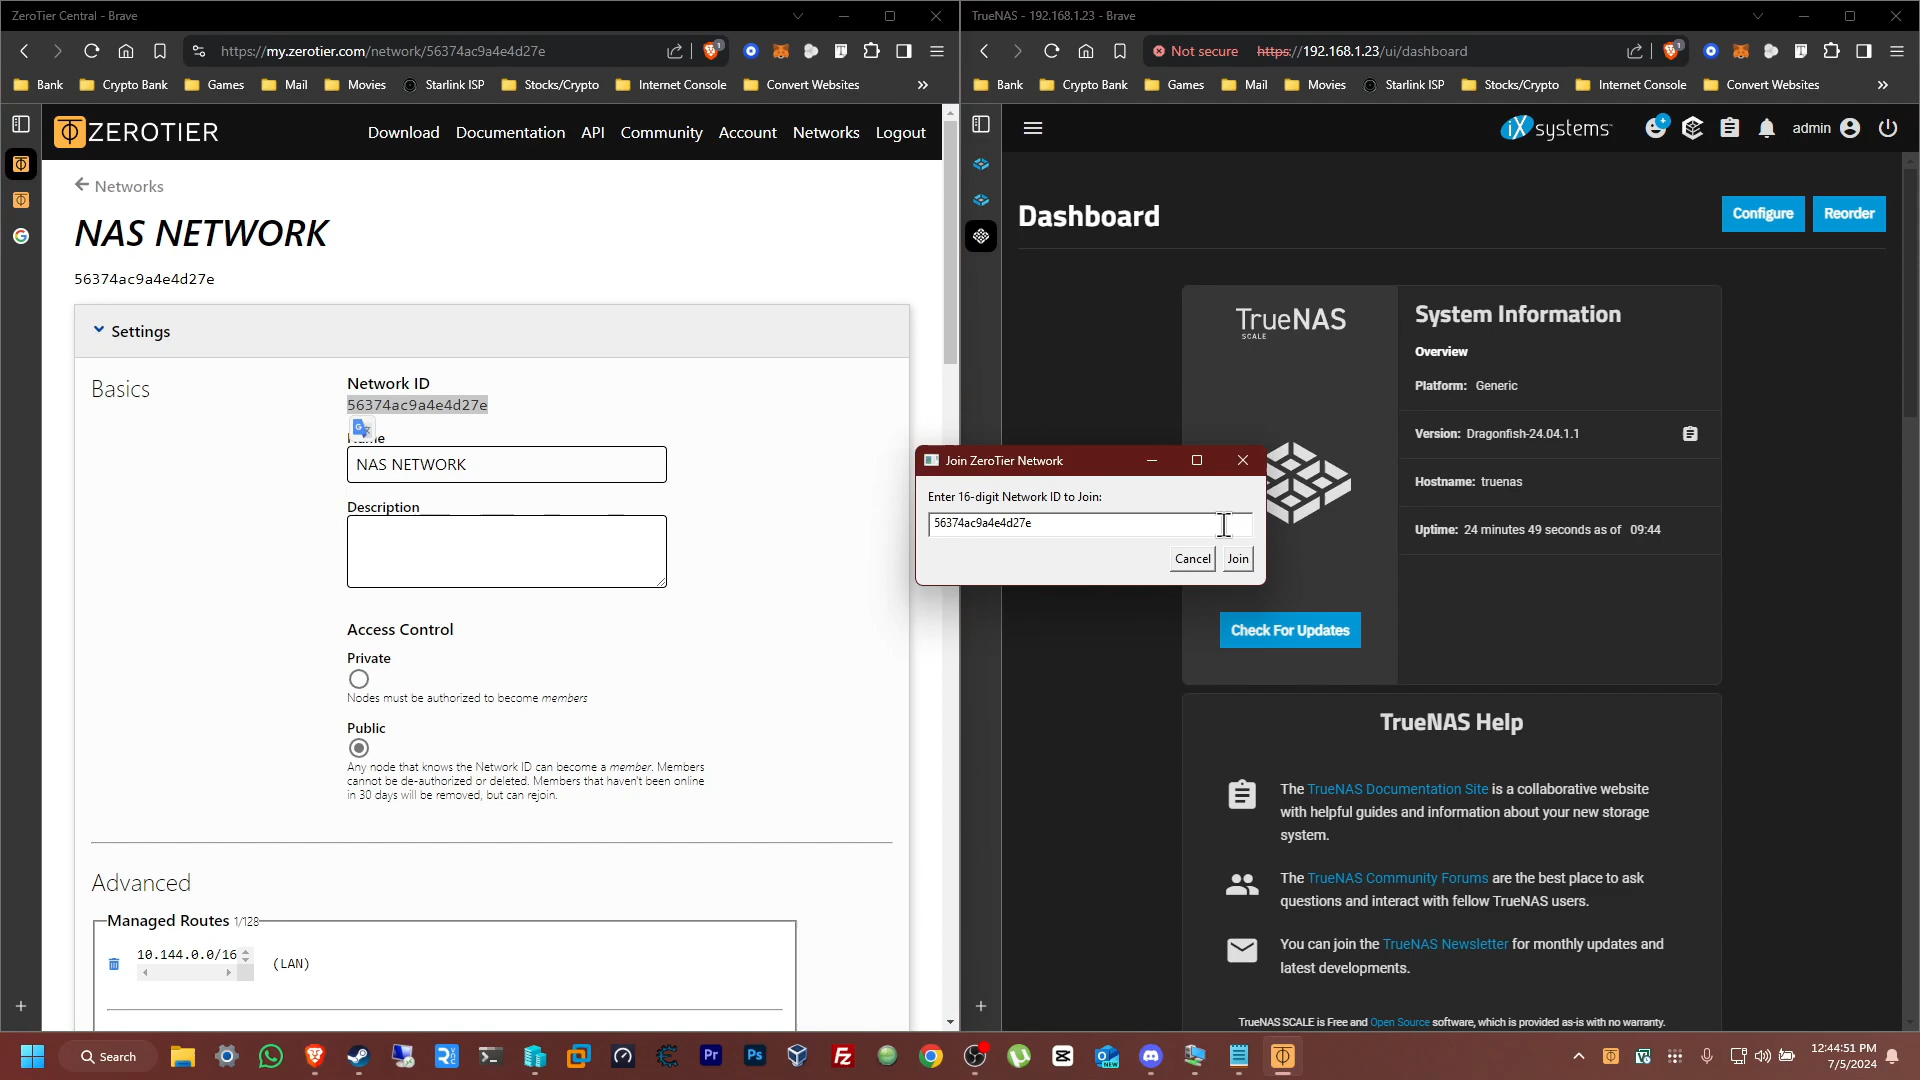 ZeroTier Central - Brave
https://my.zerotier.com/network/56374ac9a4e4d27e
1
Bank
Crypto Bank
Games
Mail
Movies
Starlink ISP
Stocks/Crypto
Internet Console
Convert Websites
»
ZEROTIER
Download
Documentation
API
Community
Account
Networks
Logout
Networks
NAS NETWORK
56374ac9a4e4d27e
Settings
Basics
Network ID
56374ac9a4e4d27e
Name
NAS NETWORK
Description
Access Control
Private
Nodes must be authorized to become members
Public
Any node that knows the Network ID can become a member. Members
cannot be de-authorized or deleted. Members that haven't been online
in 30 days will be removed, but can rejoin.
Advanced
Managed Routes 1/128
10.144.0.0/16
(LAN)
Join ZeroTier Network
Enter 16-digit Network ID to Join:
56374ac9a4e4d27e
Cancel
Join
TrueNAS - 192.168.1.23 - Brave
Not secure
https://192.168.1.23/ui/dashboard
1
Bank
Crypto Bank
Games
Mail
Movies
Starlink ISP
Stocks/Crypto
Internet Console
Convert Websites
»
iXsystems
admin
Dashboard
Configure
Reorder
TrueNAS
SCALE
Check For Updates
System Information
Overview
Platform: Generic
Version: Dragonfish-24.04.1.1
Hostname: truenas
Uptime: 24 minutes 49 seconds as of 09:44
TrueNAS Help
The TrueNAS Documentation Site is a collaborative website
with helpful guides and information about your new storage
system.
The TrueNAS Community Forums are the best place to ask
questions and interact with fellow TrueNAS users.
You can join the TrueNAS Newsletter for monthly updates and
latest developments.
TrueNAS SCALE is Free and Open Source software, which is provided as-is with no warranty.
Search
Pr
Ps
12:44:51 PM
7/5/2024